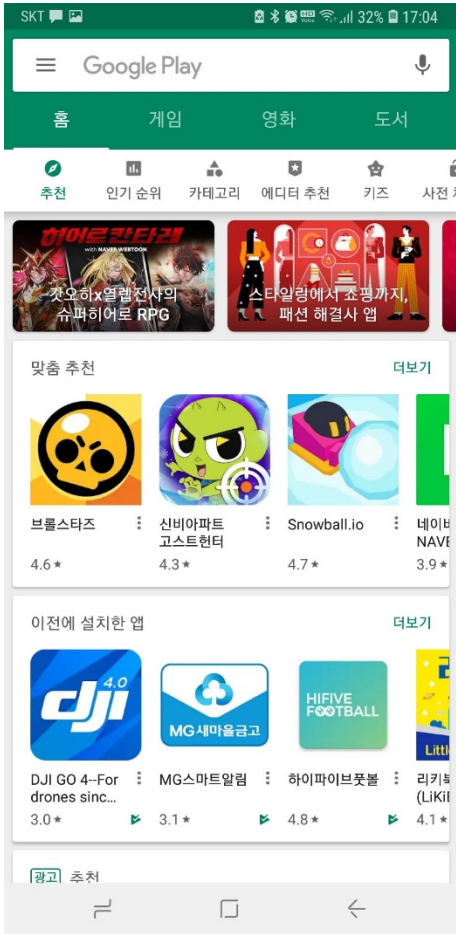 SKT 32% 17:04
Google Play
홈 게임 영화 도서
추천 인기 순위 카테고리 에디터 추천 키즈 사전
히어로칸타레
with NAVER WEBTOON
갓오하x열렙전사의
슈퍼히어로 RPG
스타일링에서 쇼핑까지,
패션 해결사 앱
맞춤 추천 더보기
브롤스타즈 신비아파트 Snowball.io 네이버
고스트헌터 NAVE
4.6★ 4.3★ 4.7★ 3.9★
이전에 설치한 앱 더보기
dji 4.0
MG새마을금고
HIFIVE
FOOTBALL
Littl
DJI GO 4--For MG스마트알림 하이파이브풋볼 리키
drones sinc... (LiKi
3.0★ 3.1★ 4.8★ 4.1★
광고 추천